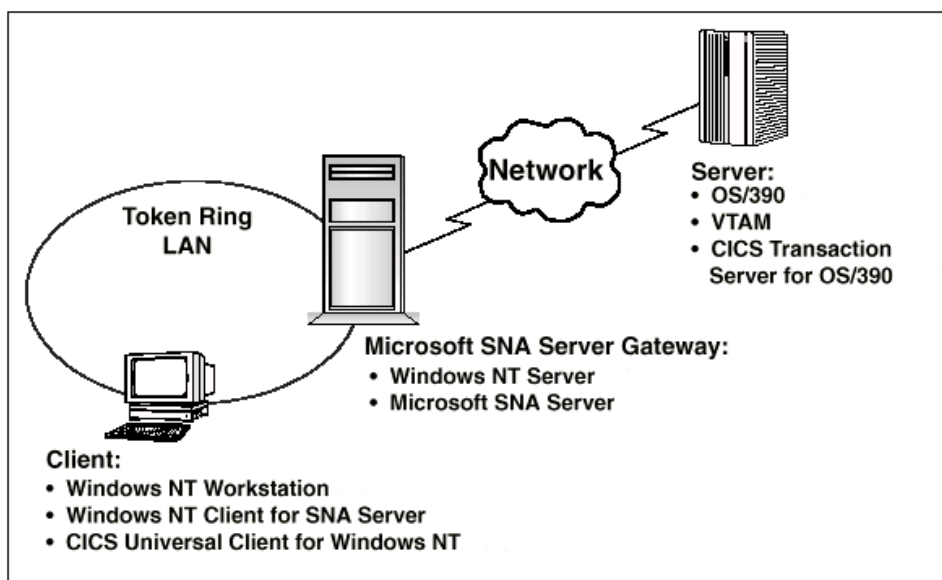 Network
Server:
• OS/390
• VTAM
• CICS Transaction
Server for OS/390
Token Ring
LAN
Microsoft SNA Server Gateway:
• Windows NT Server
• Microsoft SNA Server
Client:
• Windows NT Workstation
• Windows NT Client for SNA Server
• CICS Universal Client for Windows NT